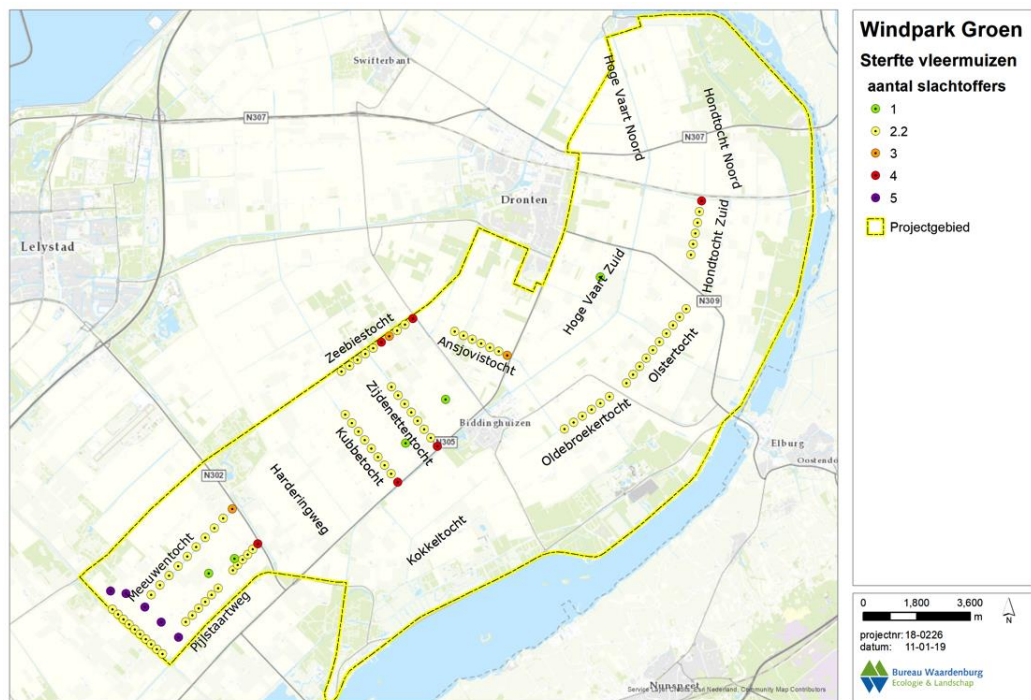 Windpark Groen
Sterfte vleermuizen
aantal slachtoffers
1
2.2
3
4
5
Projectgebied
Swifterbant
N307
Hoge Vaart Noord
Hondtocht Noord
N307
Dronten
Lelystad
Hondtocht Zuid
Hoge Vaart Zuid
N309
Zeebiestocht
Ansjovistocht
Olstertocht
Zijdenettentocht
Biddinghuizen
Kubbetocht
N305
Oldebroekertocht
Elburg
Oostendo
N302
Harderingweg
Kokkeltocht
Meeuwentocht
Pijlstaartweg
Nunspeet
0 1,800 3,600
m
N
projectnr: 18-0226
datum: 11-01-19
Bureau Waardenburg
Ecologie & Landschap